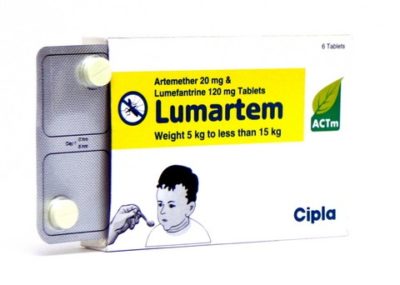 6 Tablets
Artemether 20 mg &
Lumefantrine 120 mg Tablets
Lumartem
Weight 5 kg to less than 15 kg
ACTm
Cipla